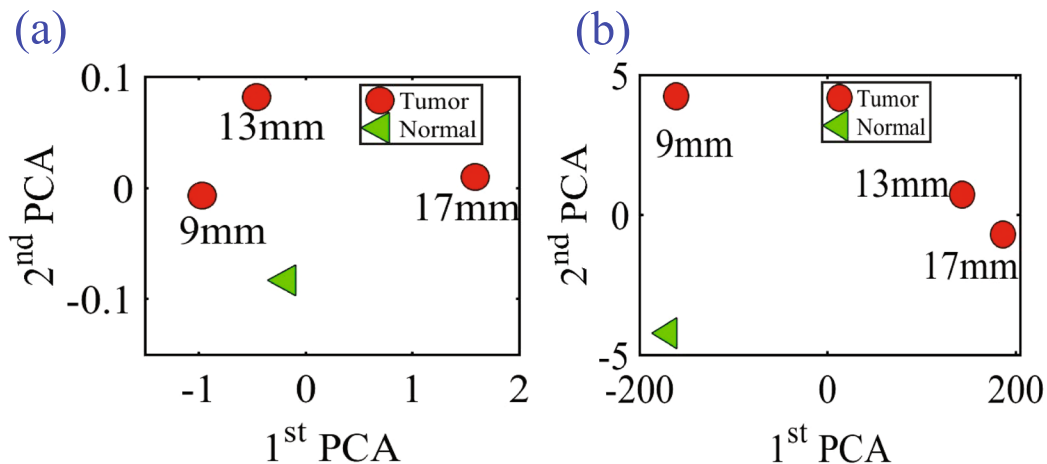 (a)
0.1
0
-0.1
2nd PCA
Tumor
Normal
13mm
9mm
17mm
-1 0 1 2
1st PCA
(b)
5
0
-5
2nd PCA
Tumor
Normal
9mm
13mm
17mm
-200 0 200
1st PCA